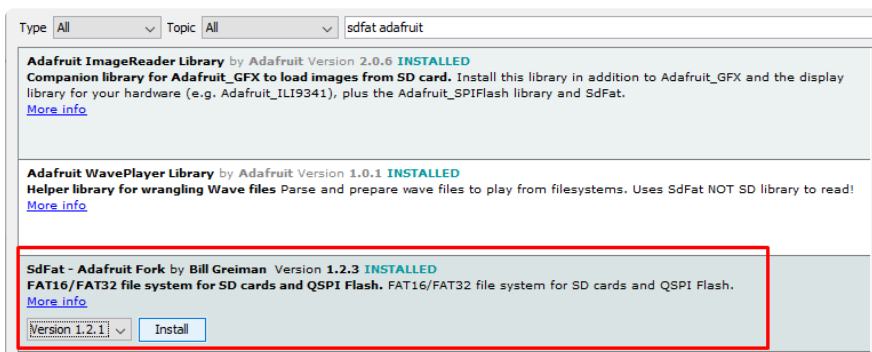 Type All Topic All sdfat adafruit
Adafruit ImageReader Library by Adafruit Version 2.0.6 INSTALLED
Companion library for Adafruit_GFX to load images from SD card. Install this library in addition to Adafruit_GFX and the display
library for your hardware (e.g. Adafruit_ILI9341), plus the Adafruit_SPIFlash library and SdFat.
More info
Adafruit WavePlayer Library by Adafruit Version 1.0.1 INSTALLED
Helper library for wrangling Wave files Parse and prepare wave files to play from filesystems. Uses SdFat NOT SD library to read!
More info
SdFat - Adafruit Fork by Bill Greiman Version 1.2.3 INSTALLED
FAT16/FAT32 file system for SD cards and QSPI Flash. FAT16/FAT32 file system for SD cards and QSPI Flash.
More info
Version 1.2.1 Install